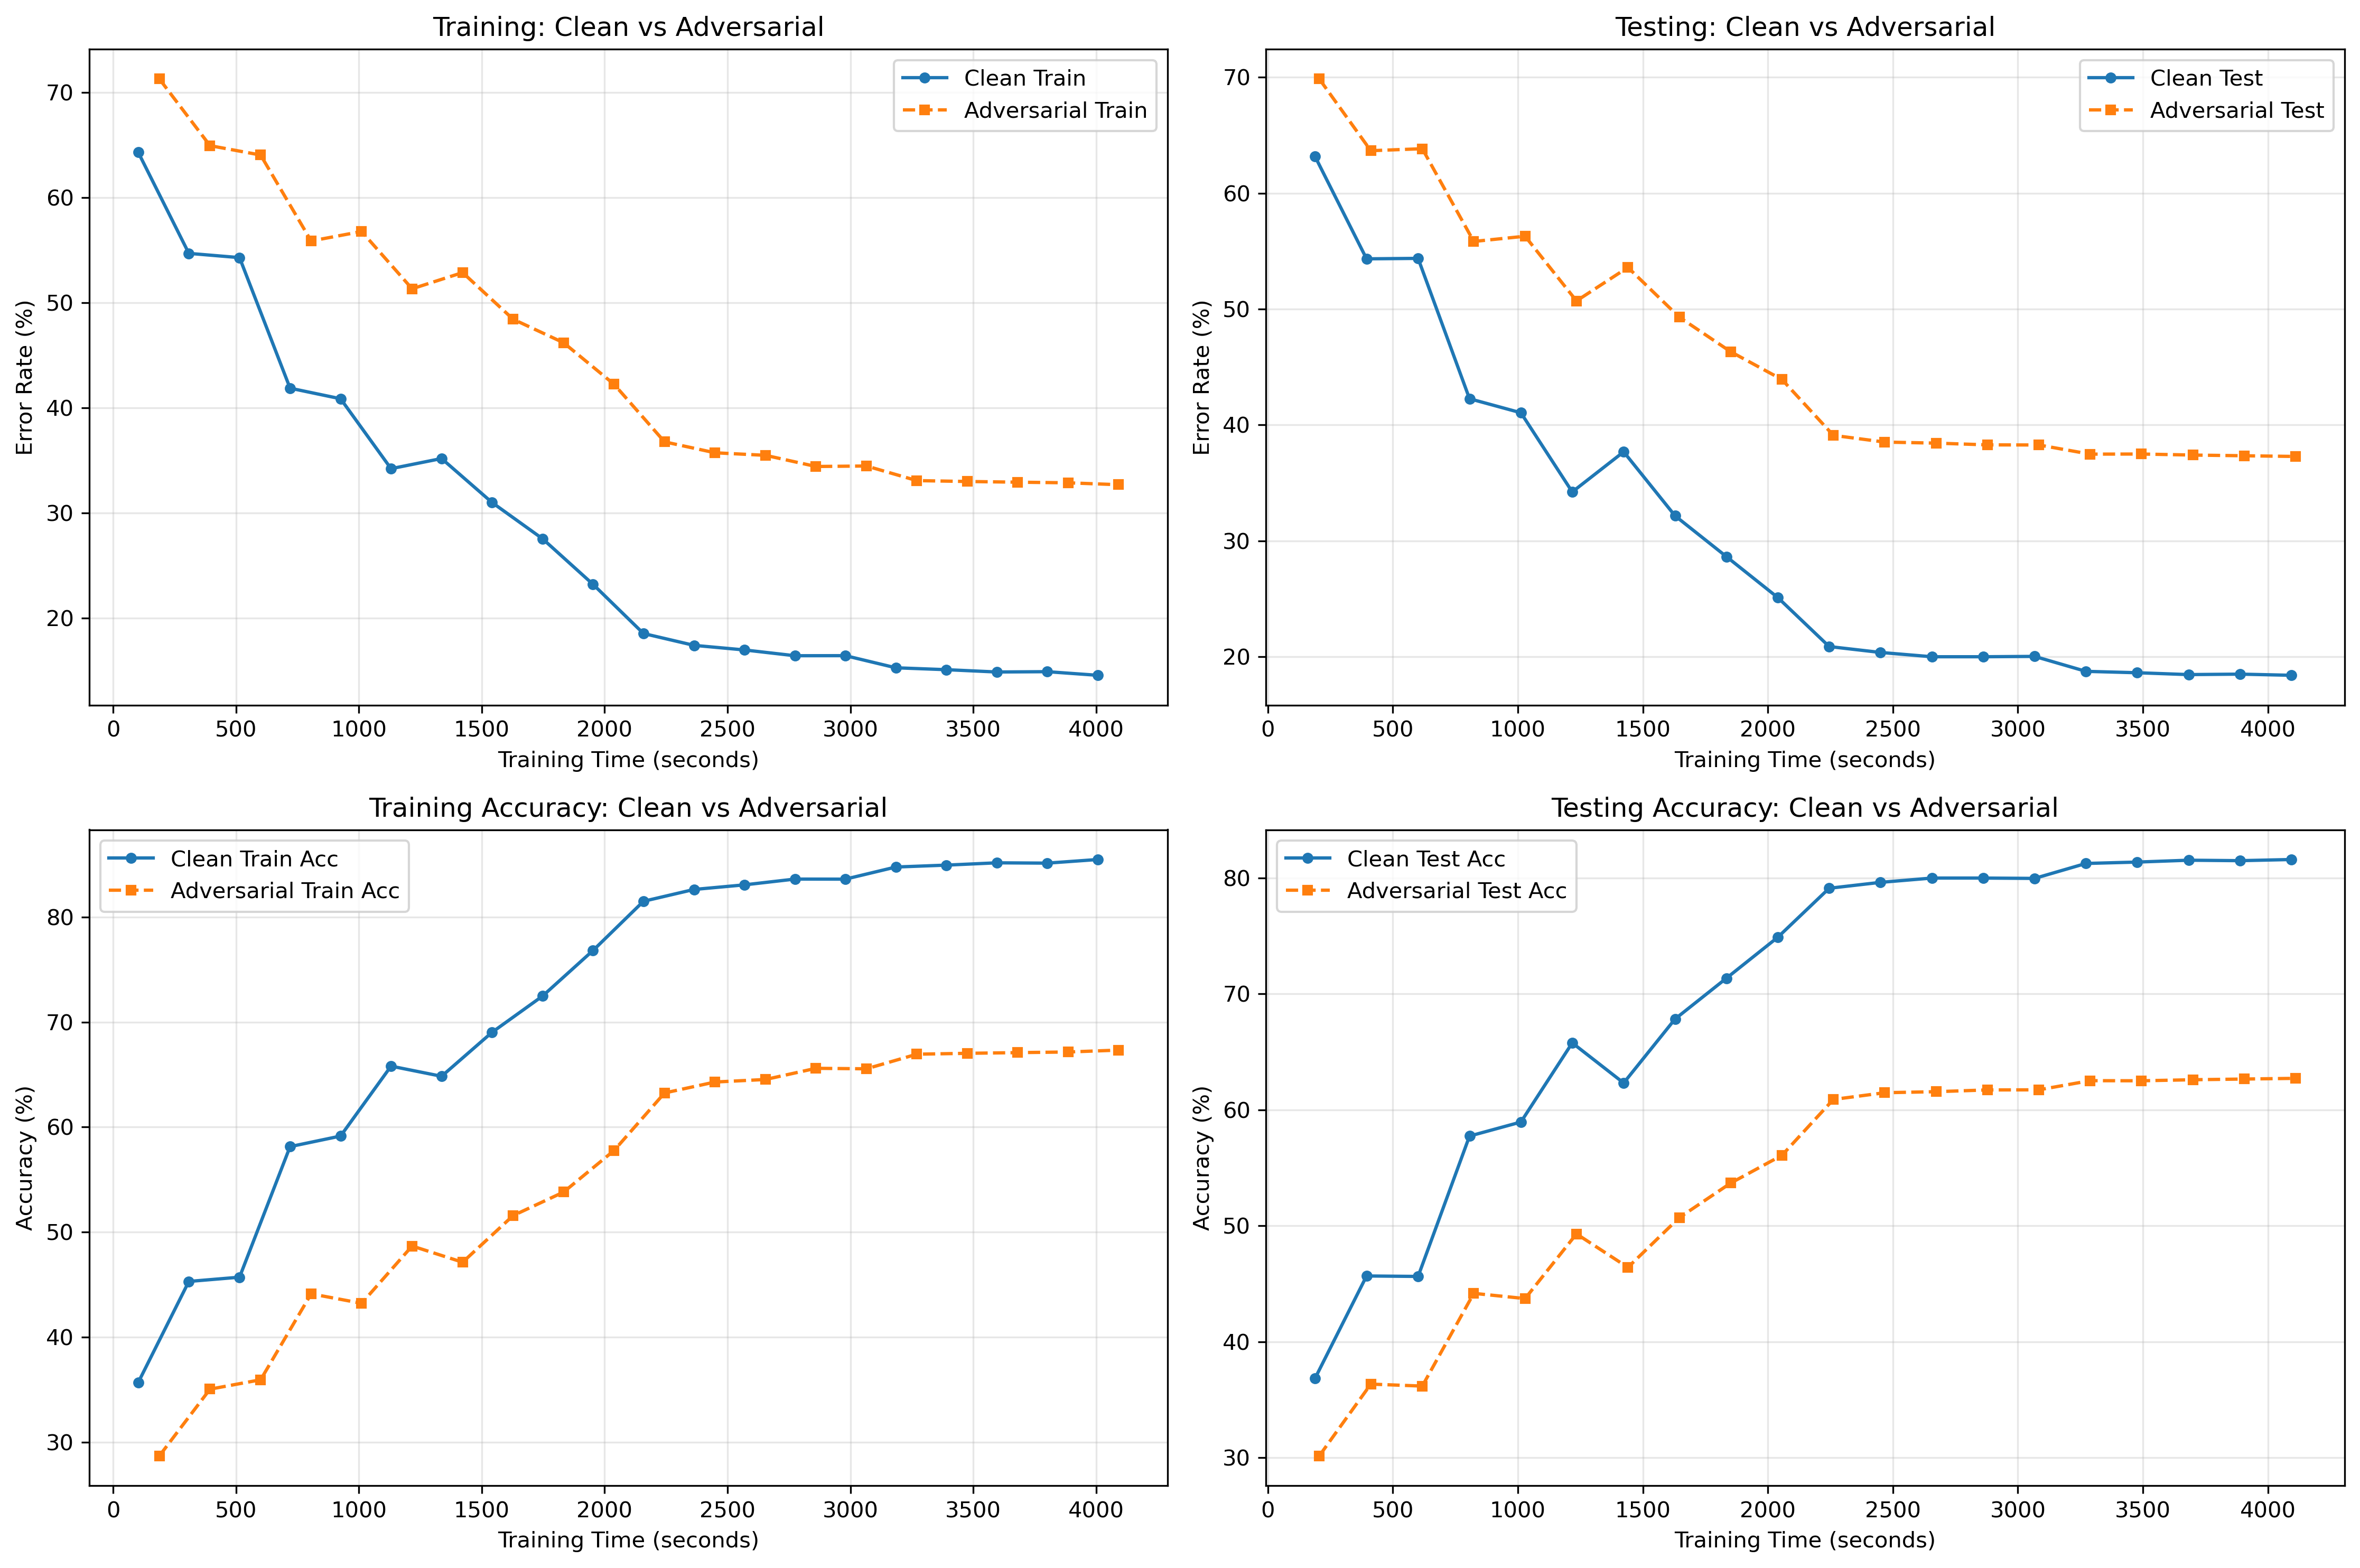 Training: Clean vs Adversarial
Clean Train
Adversarial Train
Error Rate (%)
70
60
50
40
30
20
0 500 1000 1500 2000 2500 3000 3500 4000
Training Time (seconds)
Testing: Clean vs Adversarial
Clean Test
Adversarial Test
Error Rate (%)
70
60
50
40
30
20
0 500 1000 1500 2000 2500 3000 3500 4000
Training Time (seconds)
Training Accuracy: Clean vs Adversarial
Clean Train Acc
Adversarial Train Acc
Accuracy (%)
80
70
60
50
40
30
0 500 1000 1500 2000 2500 3000 3500 4000
Training Time (seconds)
Testing Accuracy: Clean vs Adversarial
Clean Test Acc
Adversarial Test Acc
Accuracy (%)
80
70
60
50
40
30
0 500 1000 1500 2000 2500 3000 3500 4000
Training Time (seconds)